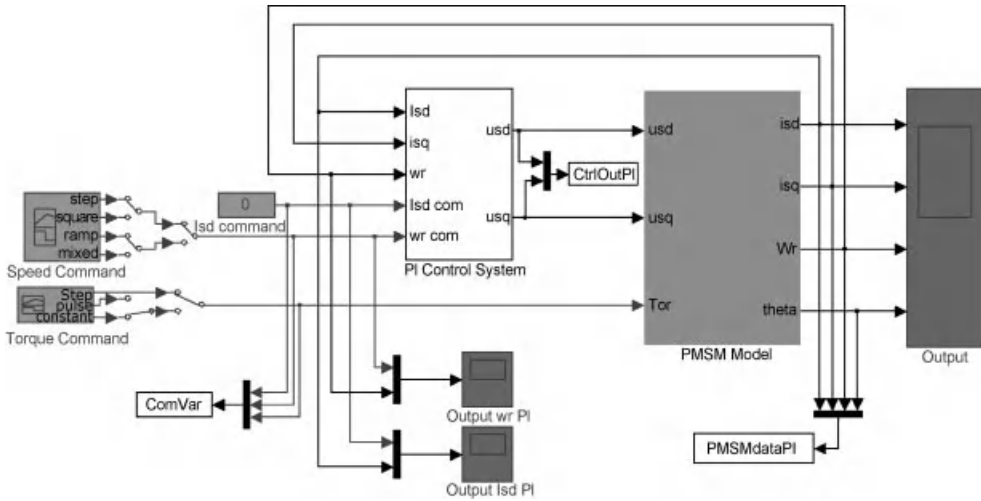 step
square
ramp
mixed
Speed Command
Step
pulse
constant
Torque Command
0
Isd command
Isd
isq
wr
Isd com
wr com
usd
usq
PI Control System
CtrlOutPI
usd
usq
Tor
isd
isq
Wr
theta
PMSM Model
Output
ComVar
Output wr PI
Output Isd PI
PMSMdataPI